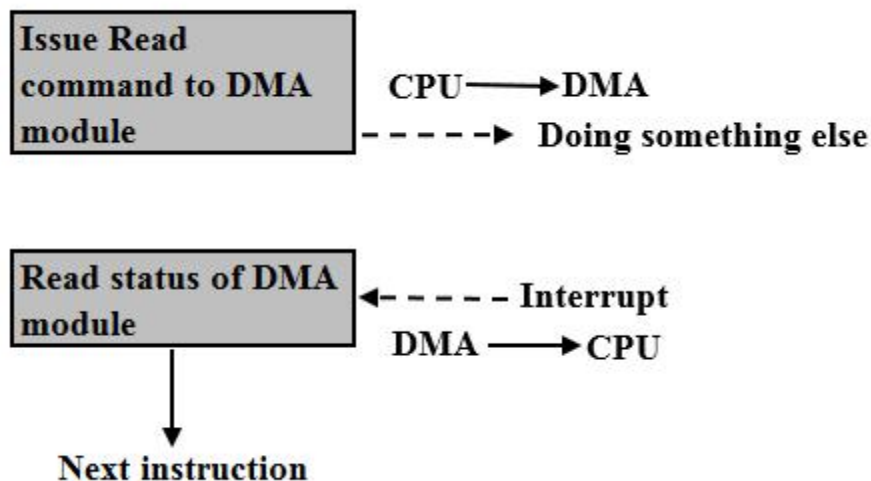 Issue Read
command to DMA
module
CPU DMA
Doing something else
Read status of DMA
module
Interrupt
DMA CPU
Next instruction